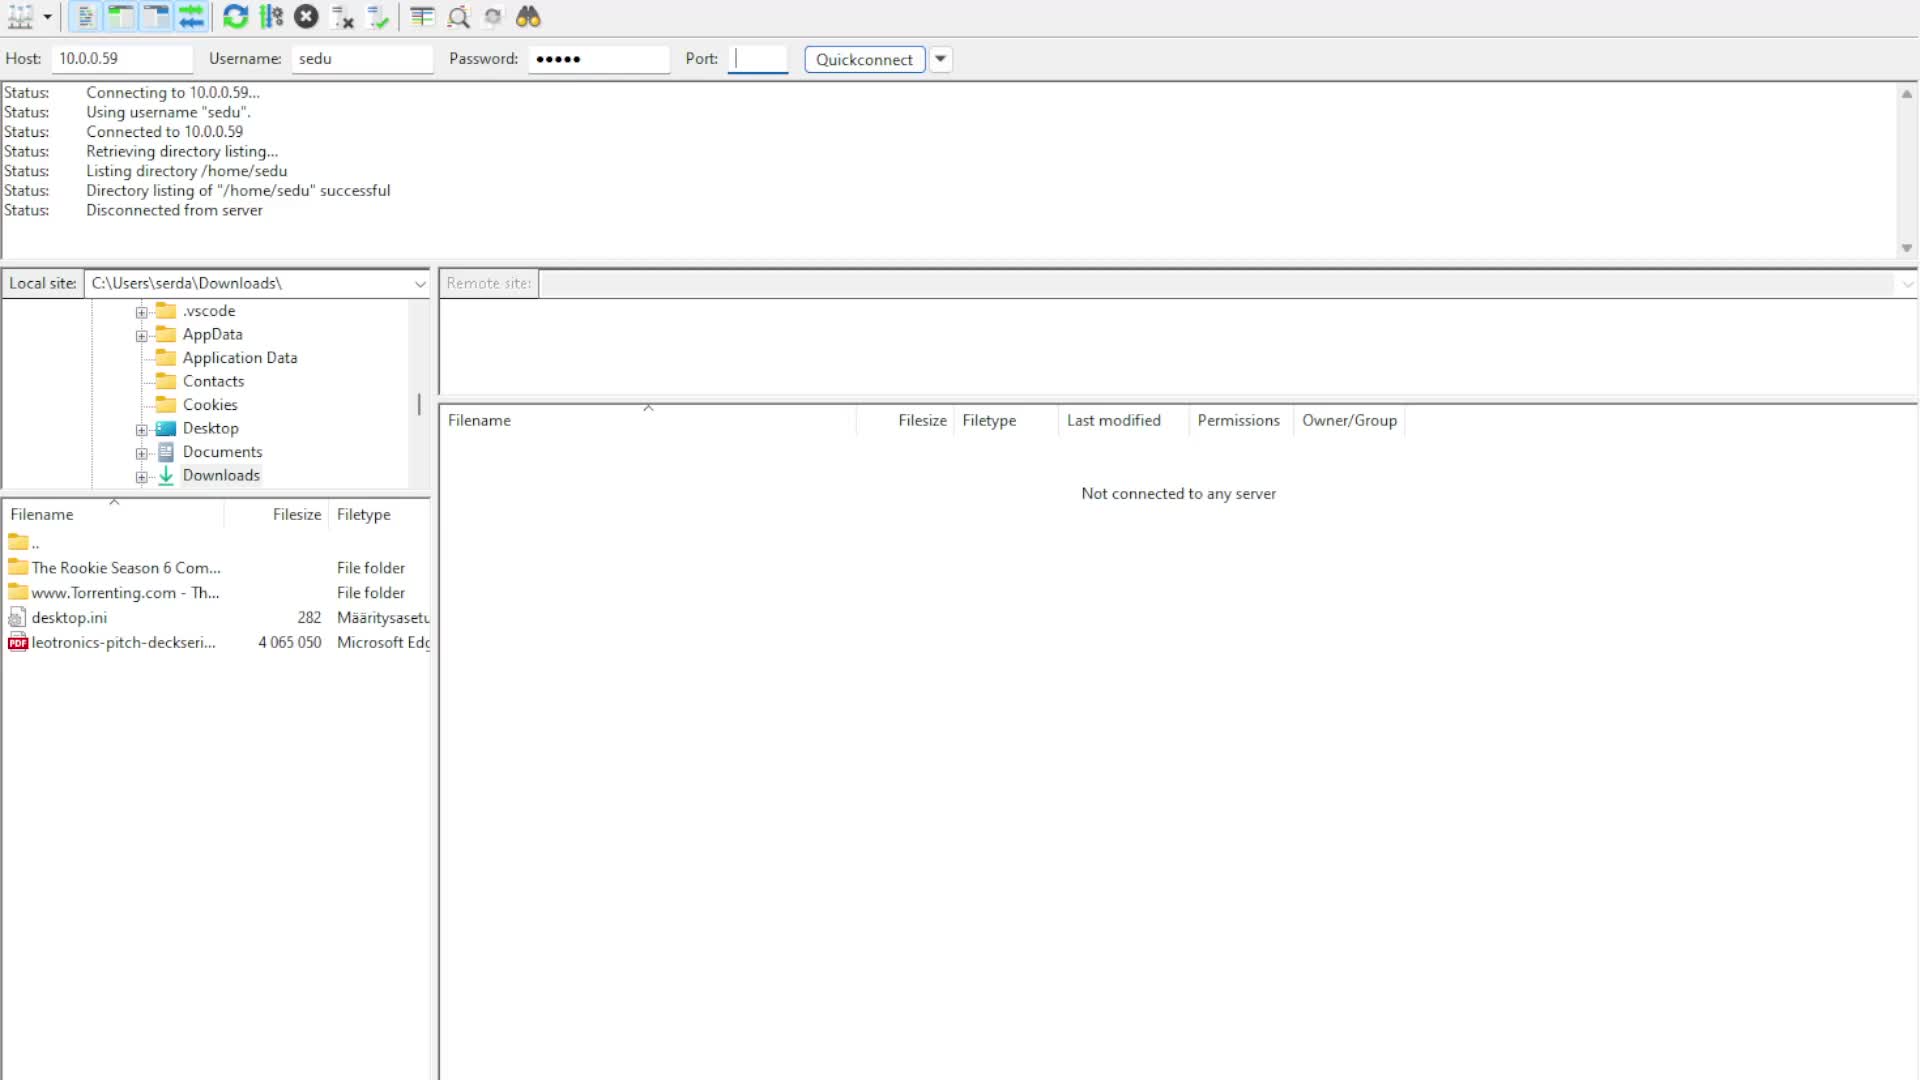 Host: 10.0.0.59 Username: sedu Password: ●●●●● Port: Quickconnect
Status: Connecting to 10.0.0.59...
Status: Using username "sedu".
Status: Connected to 10.0.0.59
Status: Retrieving directory listing...
Status: Listing directory /home/sedu
Status: Directory listing of "/home/sedu" successful
Status: Disconnected from server
Local site: C:\Users\serda\Downloads\
.vscode
AppData
Application Data
Contacts
Cookies
Desktop
Documents
Downloads
Filename Filesize Filetype
..
The Rookie Season 6 Com... File folder
www.Torrenting.com - Th... File folder
desktop.ini 282 Määritysasetu
PDF leotronics-pitch-deckseri... 4 065 050 Microsoft Edg
Remote site:
Filename Filesize Filetype Last modified Permissions Owner/Group
Not connected to any server